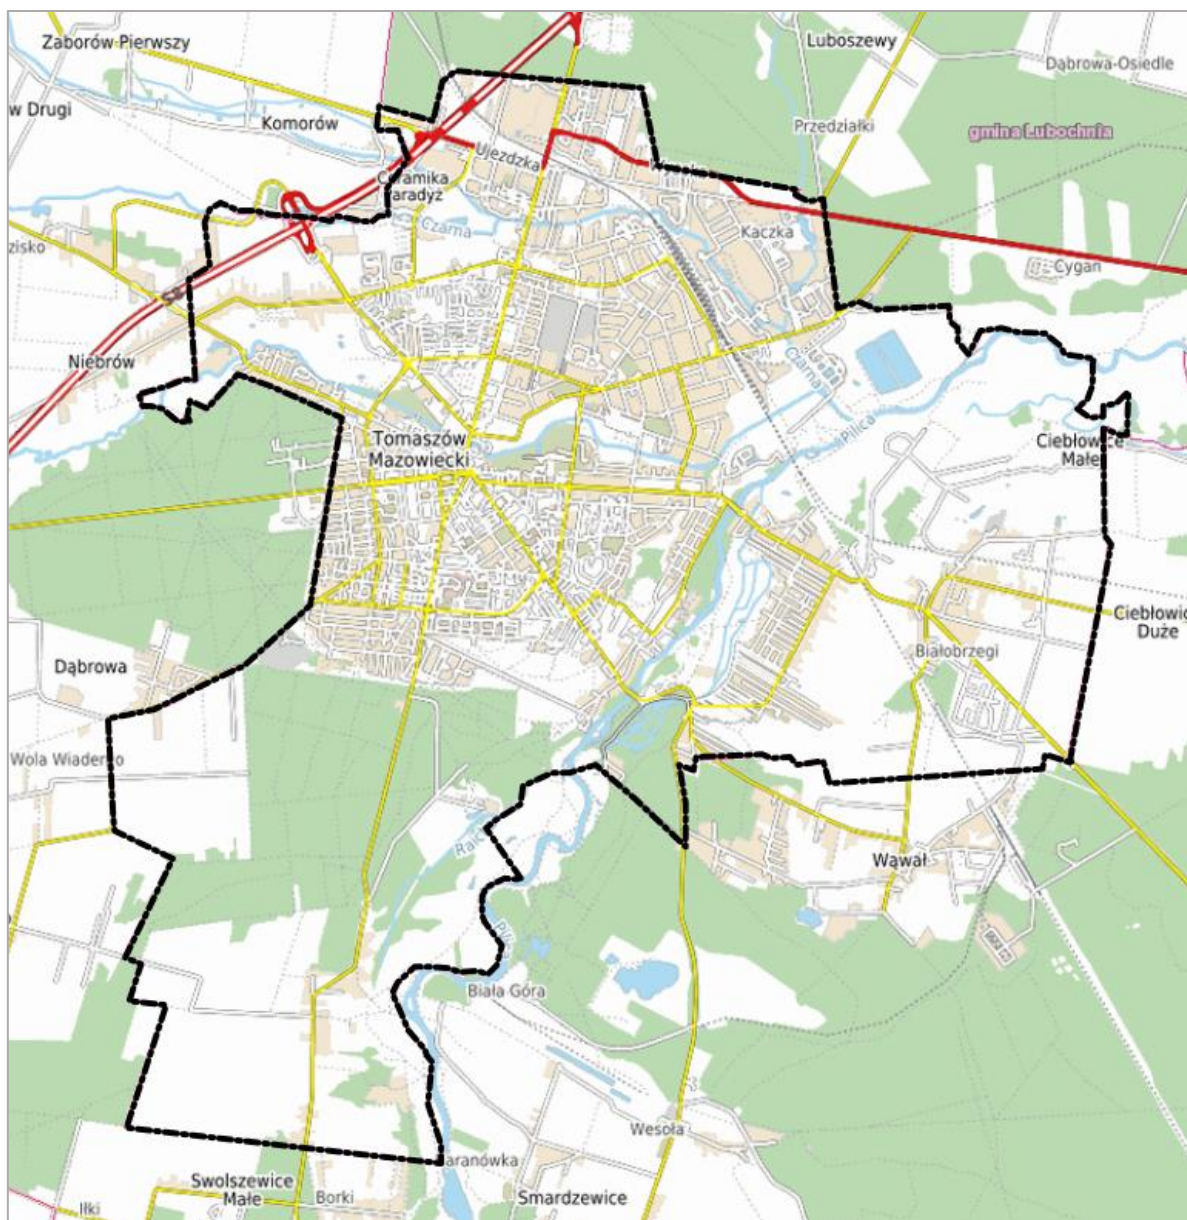 Zaborów Pierwszy
Luboszewy
Dąbrowa-Osiedle
w Drugi
Komorów
Przedziałki
gmina Lubochnia
Ujezdzka
Ceramika
Paradyż
Czarna
Kaczka
zisko
Cygan
Niebrów
Czarna
Pilica
Tomaszów
Mazowiecki
Ciebłowice
Małe
Ciebłowic
Duże
Białobrzegi
Dąbrowa
Wola Wiaderno
Wąwał
Biała Góra
Wesoła
Baranówka
Swolszewice
Małe
Borki
Smardzewice
Iłki